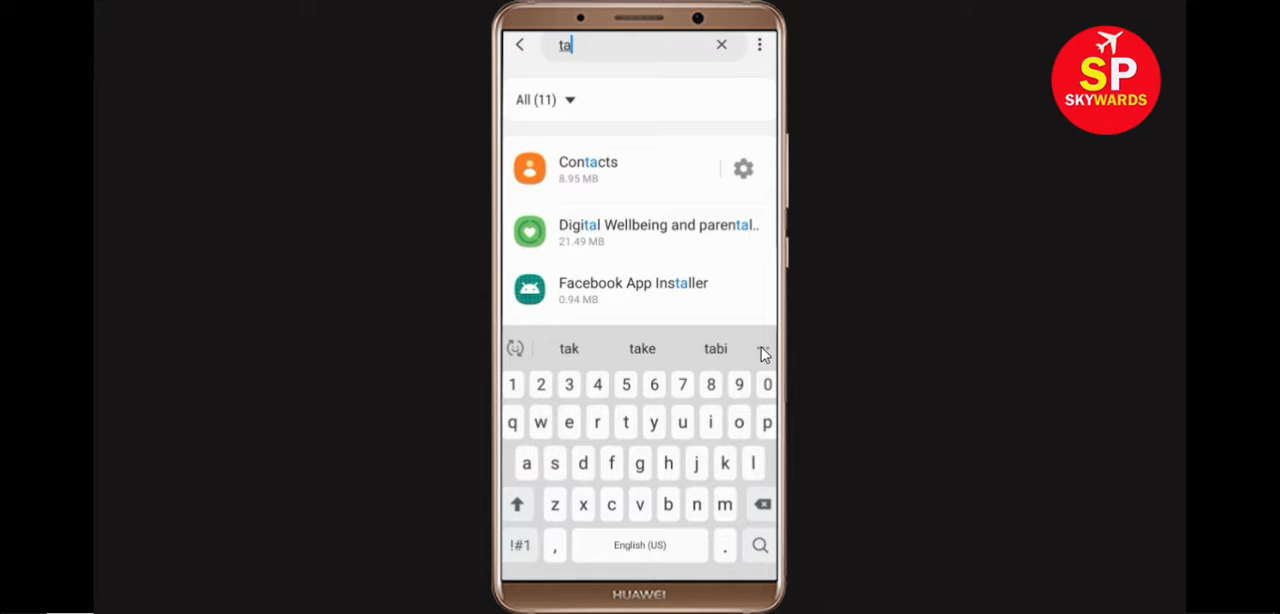 ta
All (11)
Contacts
8.95 MB
Digital Wellbeing and parental..
21.49 MB
Facebook App Installer
0.94 MB
tak take tabi
1 2 3 4 5 6 7 8 9 0
q w e r t y u i o p
a s d f g h j k l
z x c v b n m
!#1 , English (US) .
HUAWEI
SP
SKYWARDS